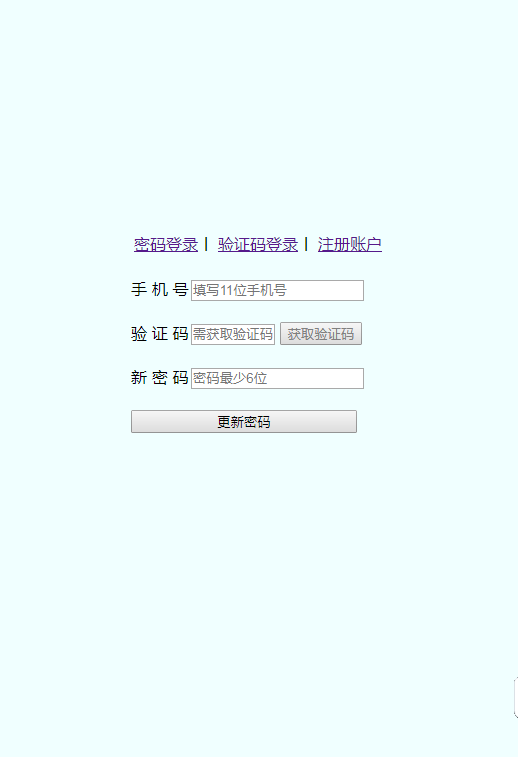 密码登录丨 验证码登录丨 注册账户
手 机 号 填写11位手机号
验 证 码 需获取验证码 获取验证码
新 密 码 密码最少6位
更新密码